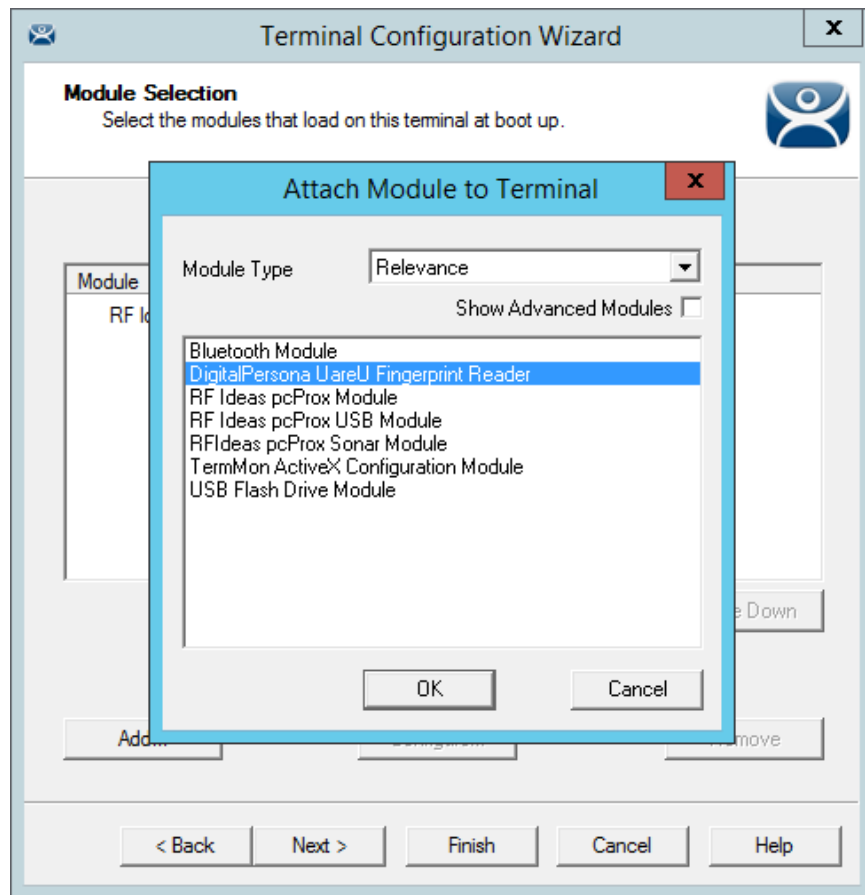 Terminal Configuration Wizard
x
Module Selection
Select the modules that load on this terminal at boot up.
Attach Module to Terminal
x
Module Type
Relevance
Show Advanced Modules
Module
RF
Bluetooth Module
DigitalPersona UareU Fingerprint Reader
RF Ideas pcProx Module
RF Ideas pcProx USB Module
RFIdeas pcProx Sonar Module
TermMon ActiveX Configuration Module
USB Flash Drive Module
Down
OK
Cancel
< Back
Next >
Finish
Cancel
Help